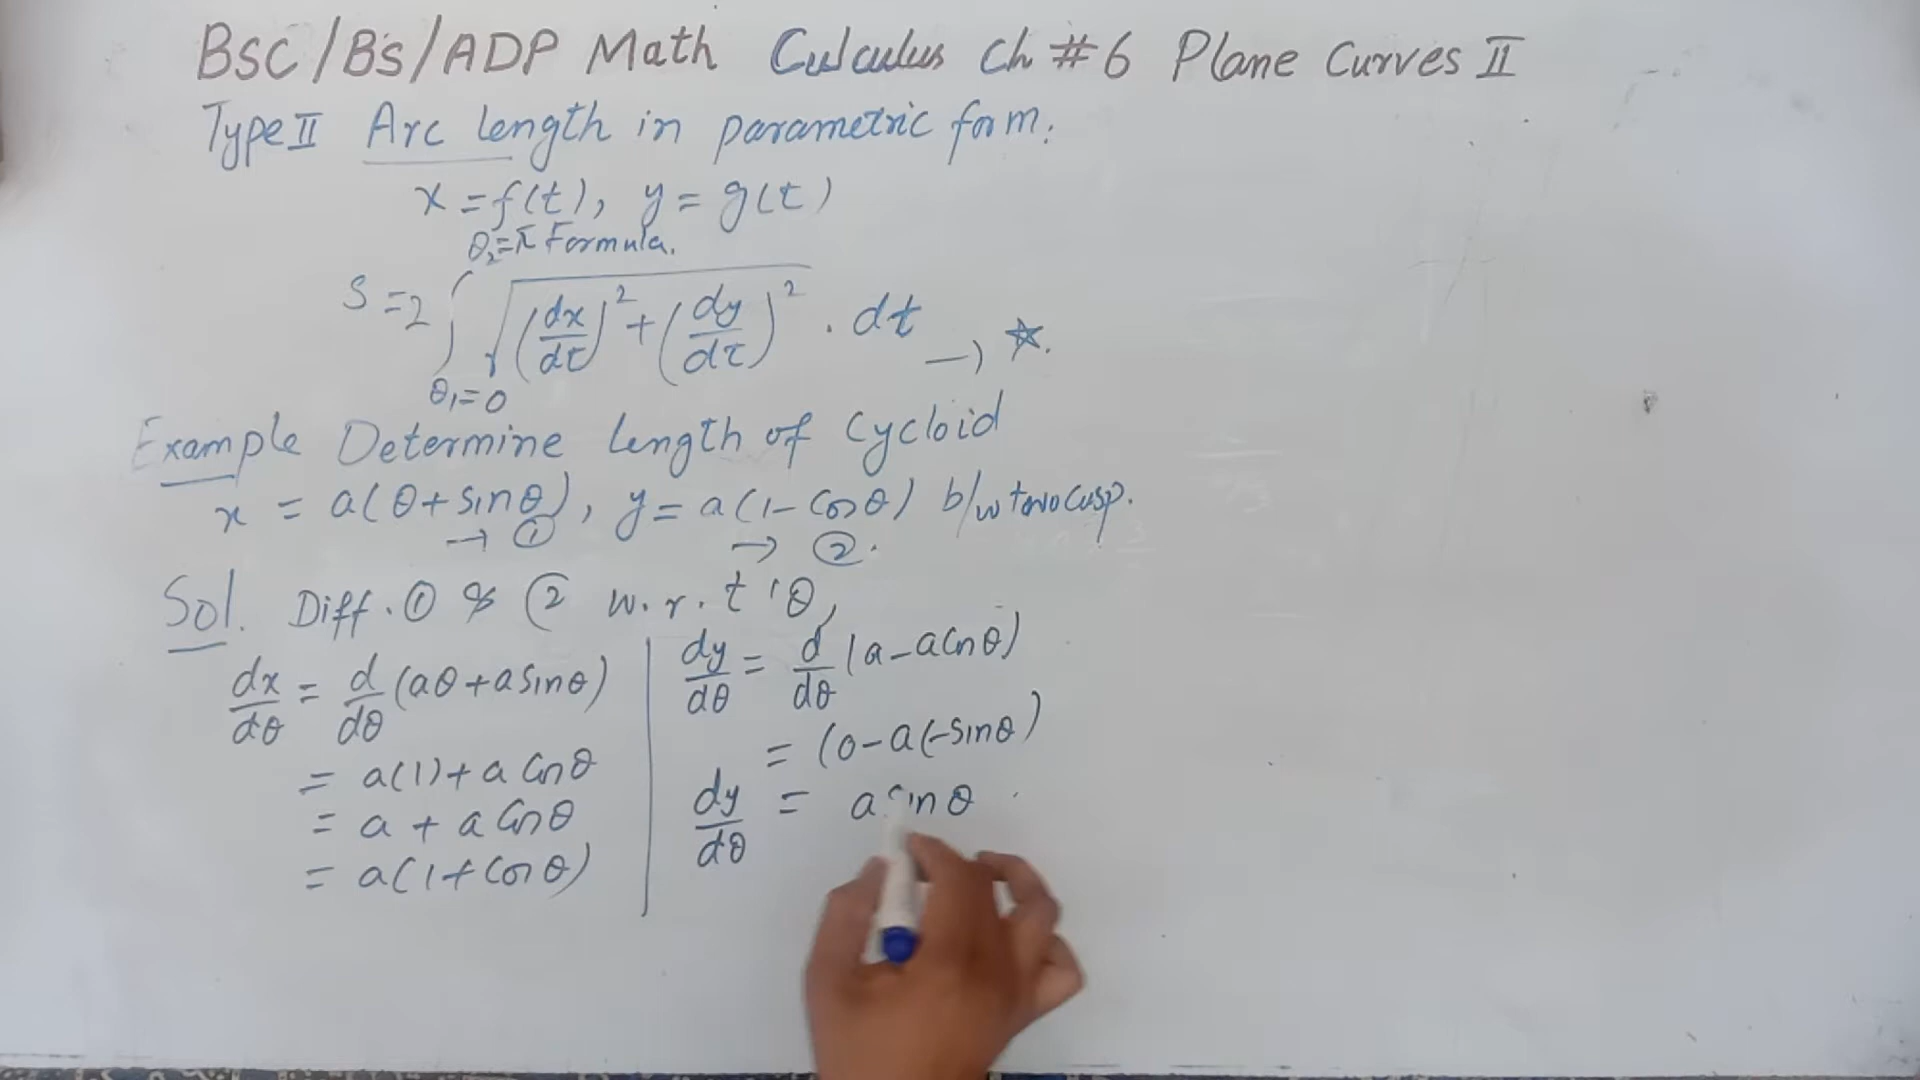 BSC/BS/ADP Math Culculus Ch #6 Plane Curves II
Type II Arc length in parametric form.
x = f(t), y = g(t)
θ₂=π Formula.
S = 2 ∫ √((dx/dt)² + (dy/dt)²) . dt → ☆.
θ₁=0
Example Determine length of Cycloid
x = a(θ + sinθ), y = a(1 - Cosθ) b/w two Cusp.
→ ① → ②.
Sol. Diff. ① & ② w.r.t 'θ,
dx/dθ = d/dθ (aθ + a sinθ)
= a(1) + a Cosθ
= a + a Cosθ
= a(1 + Cosθ)
dy/dθ = d/dθ (a - a Cosθ)
= (0 - a(-sinθ)
dy/dθ = a sinθ